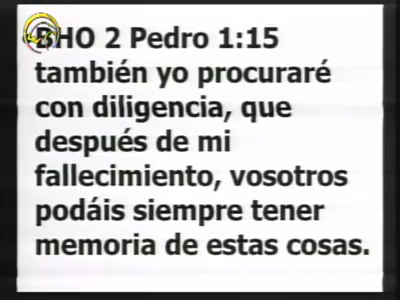 BHO 2 Pedro 1:15
también yo procuraré
con diligencia, que
después de mi
fallecimiento, vosotros
podáis siempre tener
memoria de estas cosas.